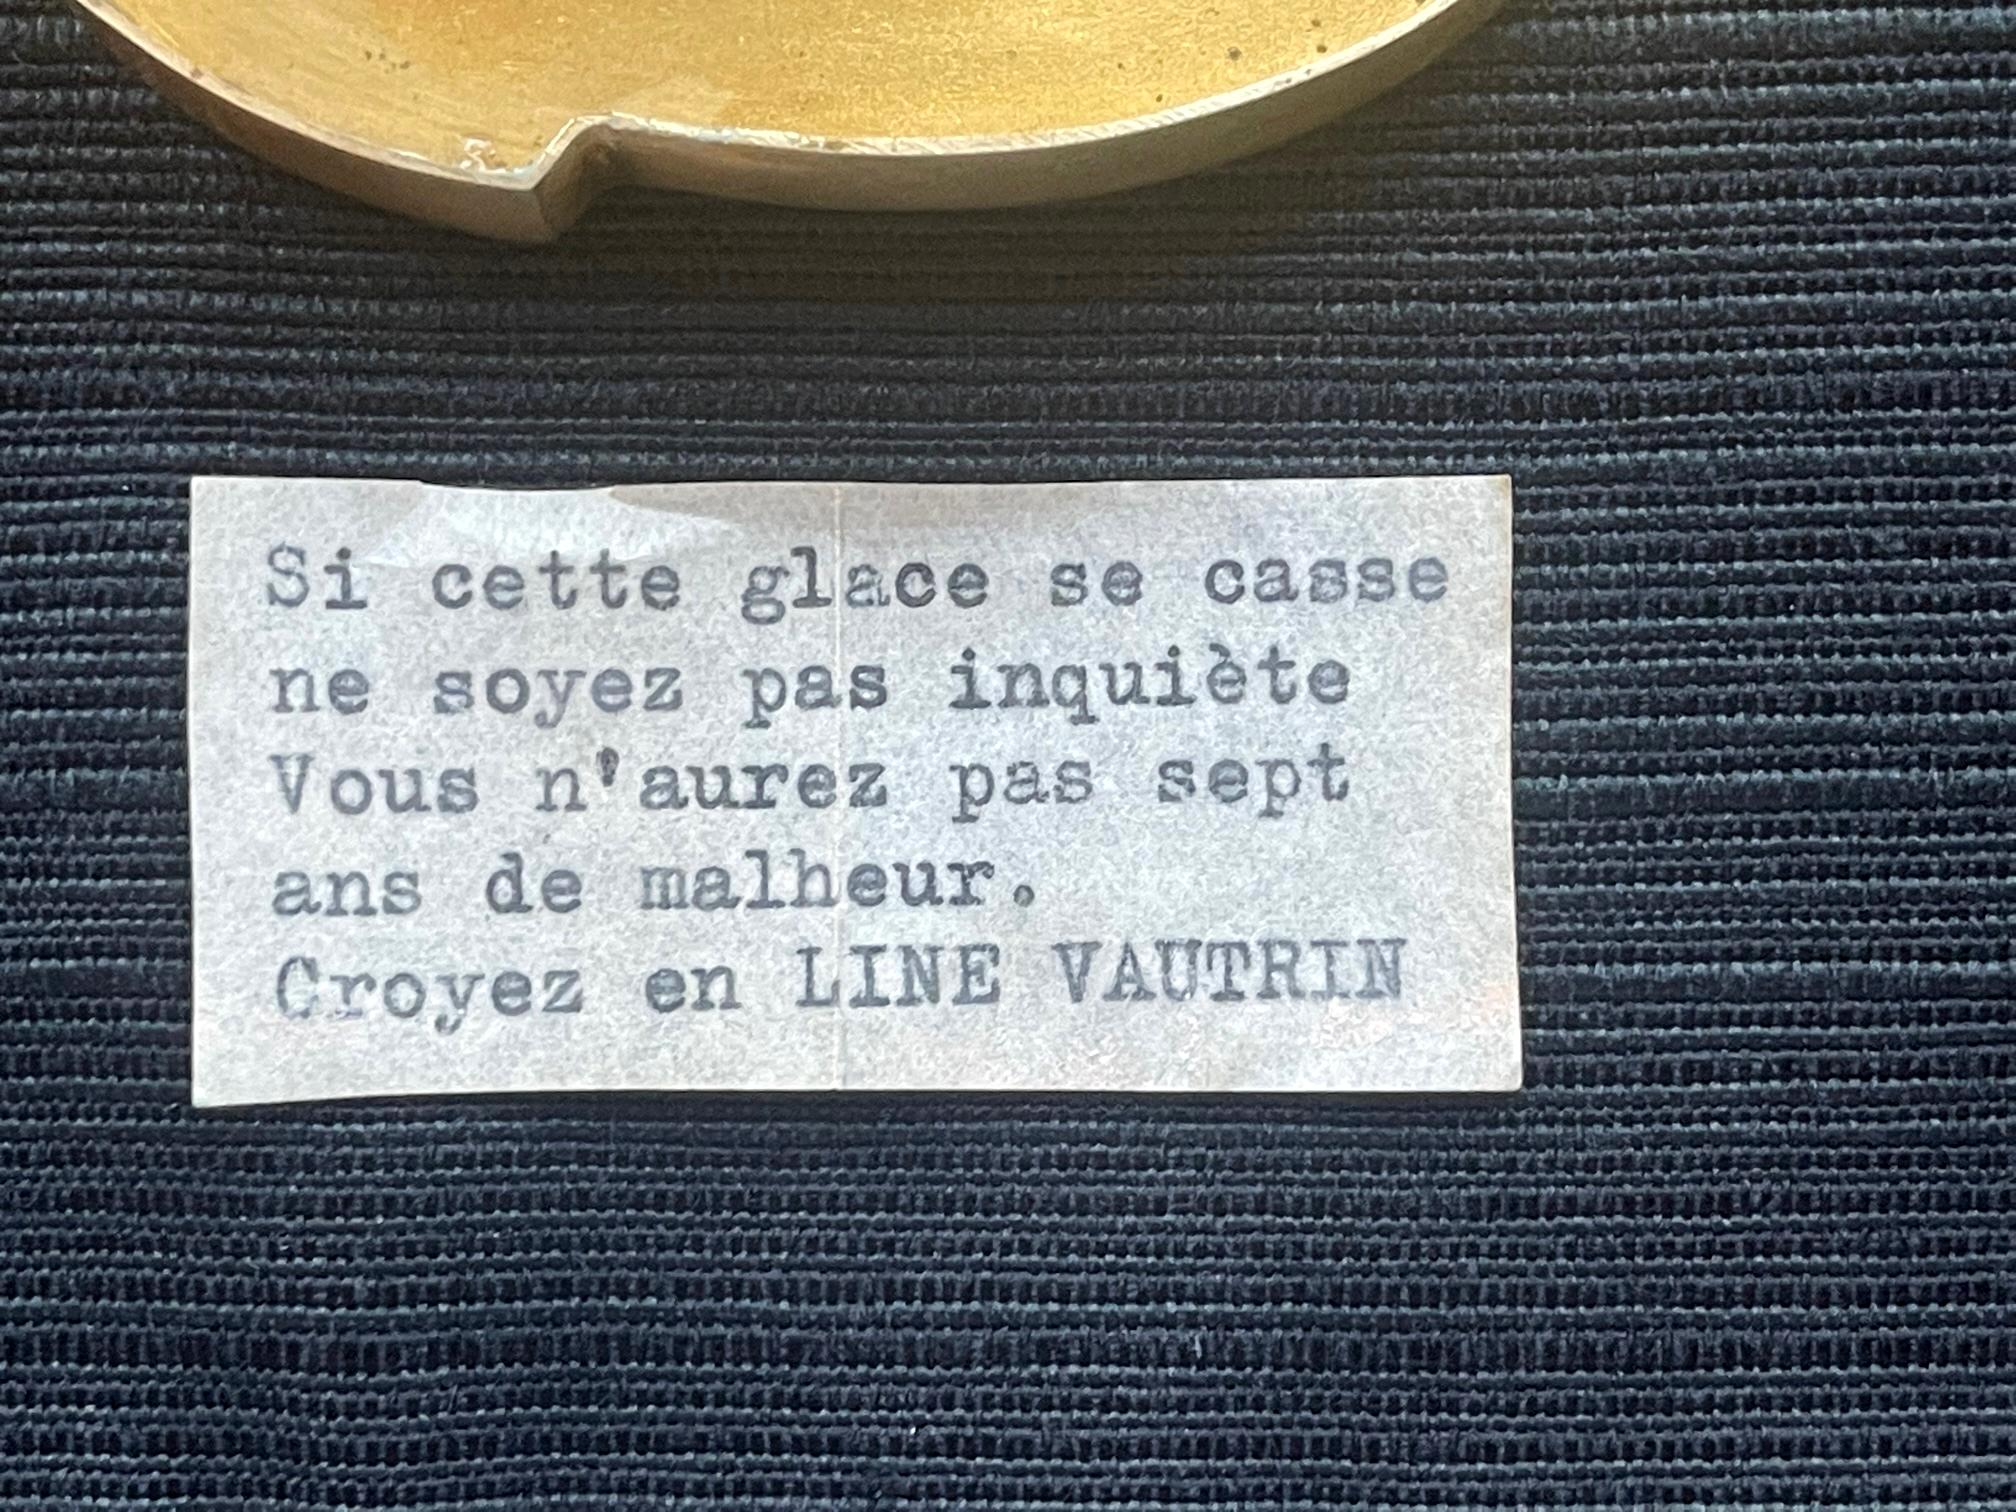 Si cette glace se casse
ne soyez pas inquiète
Vous n'aurez pas sept
ans de malheur.
Croyez en LINE VAUTRIN